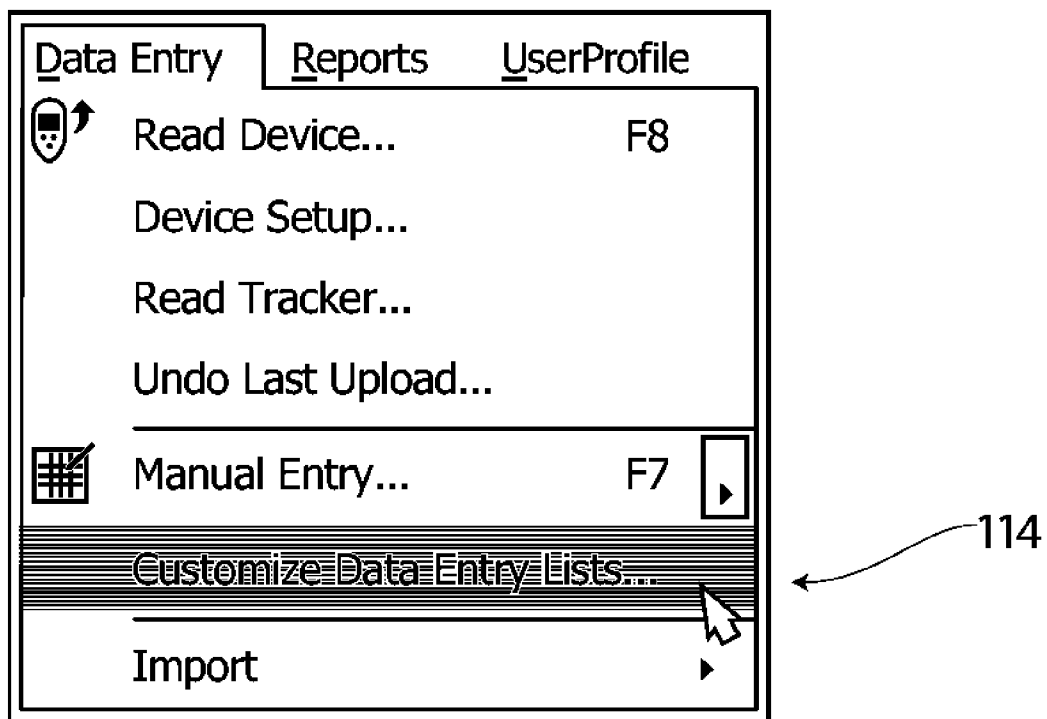 Data Entry Reports UserProfile
Read Device... F8
Device Setup...
Read Tracker...
Undo Last Upload...
Manual Entry... F7
Customize Data Entry Lists...
114
Import